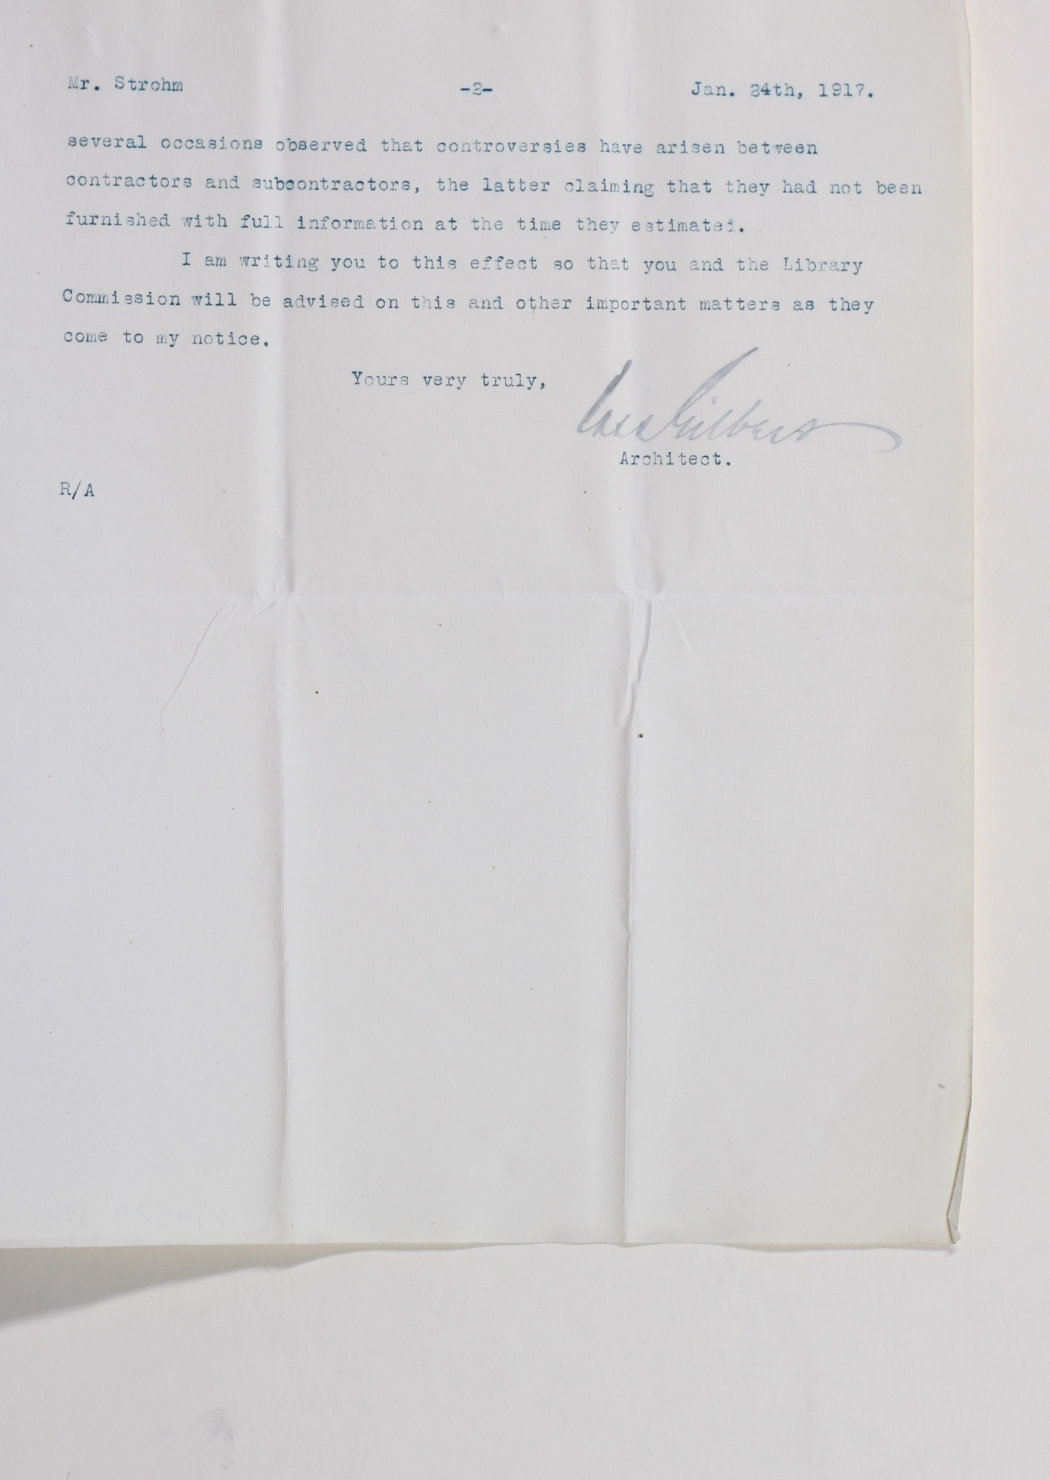 Mr. Strohm -2- Jan. 24th, 1917.
several occasions observed that controversies have arisen between
contractors and subcontractors, the latter claiming that they had not been
furnished with full information at the time they estimated.
I am writing you to this effect so that you and the Library
Commission will be advised on this and other important matters as they
come to my notice.
Yours very truly,
Cass Gilbert
Architect.
R/A